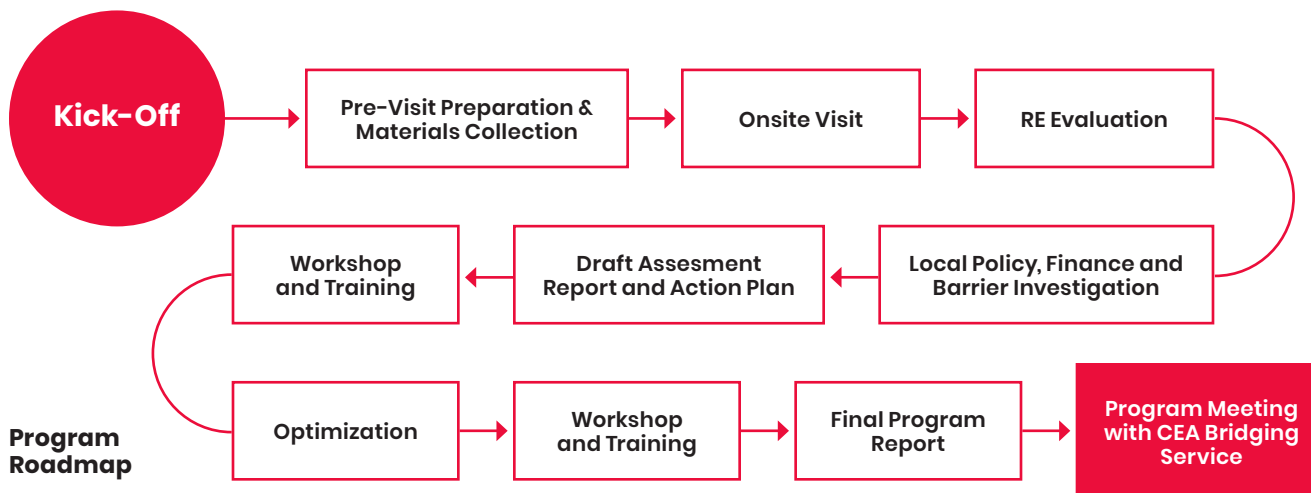 Kick-Off
Pre-Visit Preparation &
Materials Collection
Onsite Visit
RE Evaluation
Local Policy, Finance and
Barrier Investigation
Draft Assesment
Report and Action Plan
Workshop
and Training
Optimization
Workshop
and Training
Final Program
Report
Program Meeting
with CEA Bridging
Service
Program
Roadmap